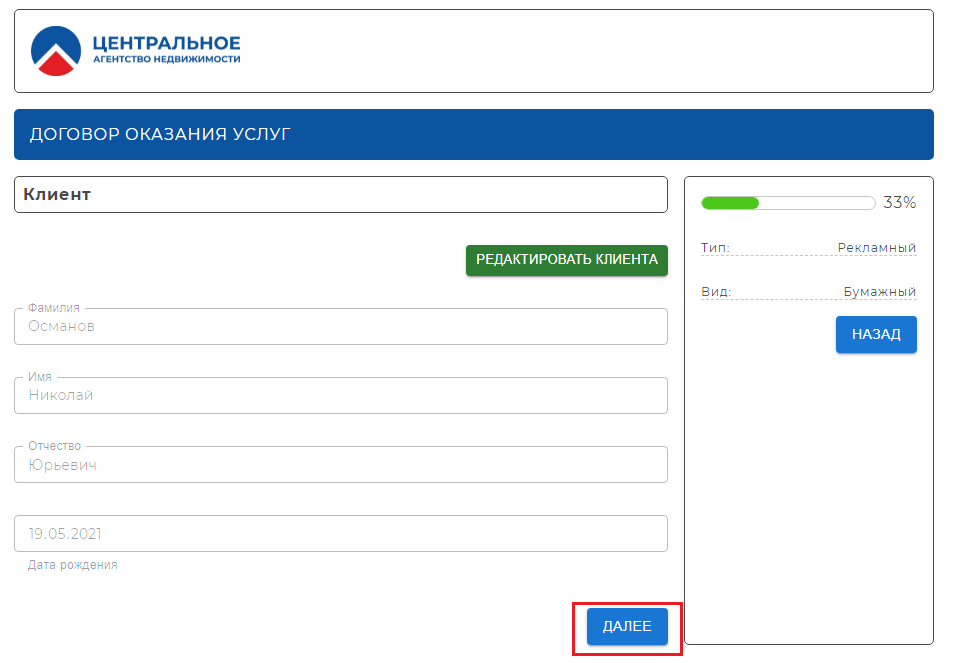 ЦЕНТРАЛЬНОЕ
АГЕНТСТВО НЕДВИЖИМОСТИ
ДОГОВОР ОКАЗАНИЯ УСЛУГ
Клиент
РЕДАКТИРОВАТЬ КЛИЕНТА
Фамилия
Османов
Имя
Николай
Отчество
Юрьевич
19.05.2021
Дата рождения
ДАЛЕЕ
33%
Тип: Рекламный
Вид: Бумажный
НАЗАД